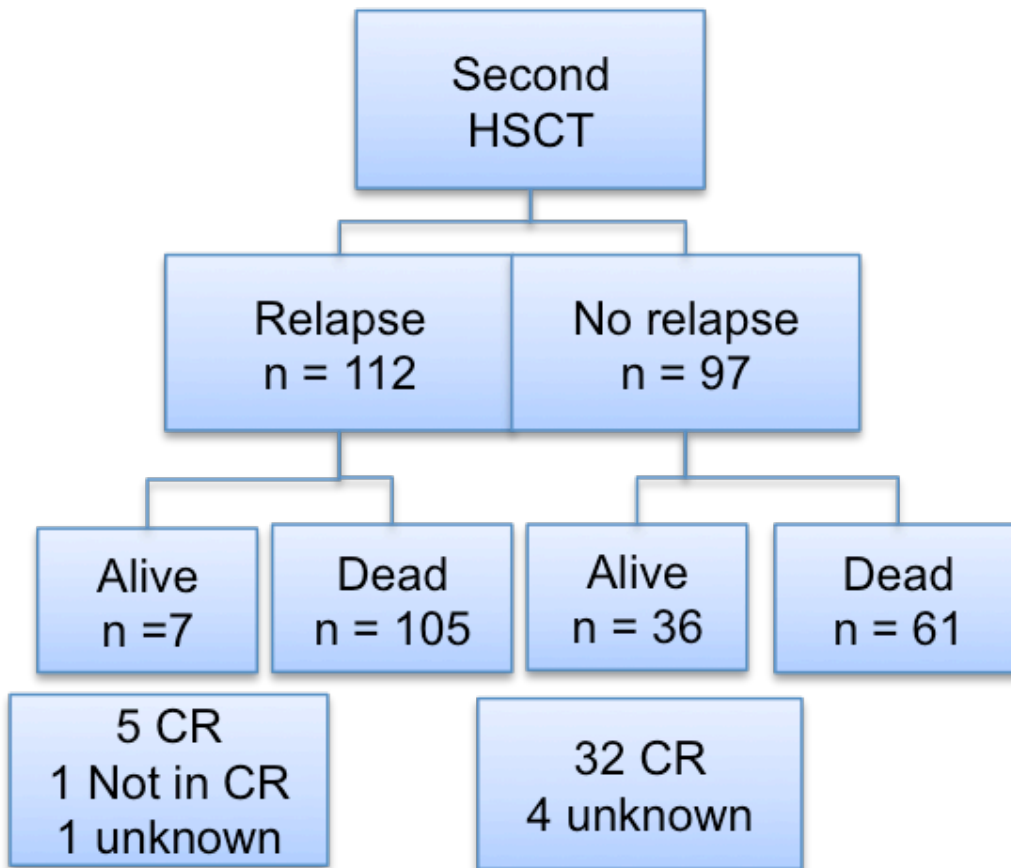 Second
HSCT
Relapse
n = 112
No relapse
n = 97
Alive
n =7
Dead
n = 105
Alive
n = 36
Dead
n = 61
5 CR
1 Not in CR
1 unknown
32 CR
4 unknown